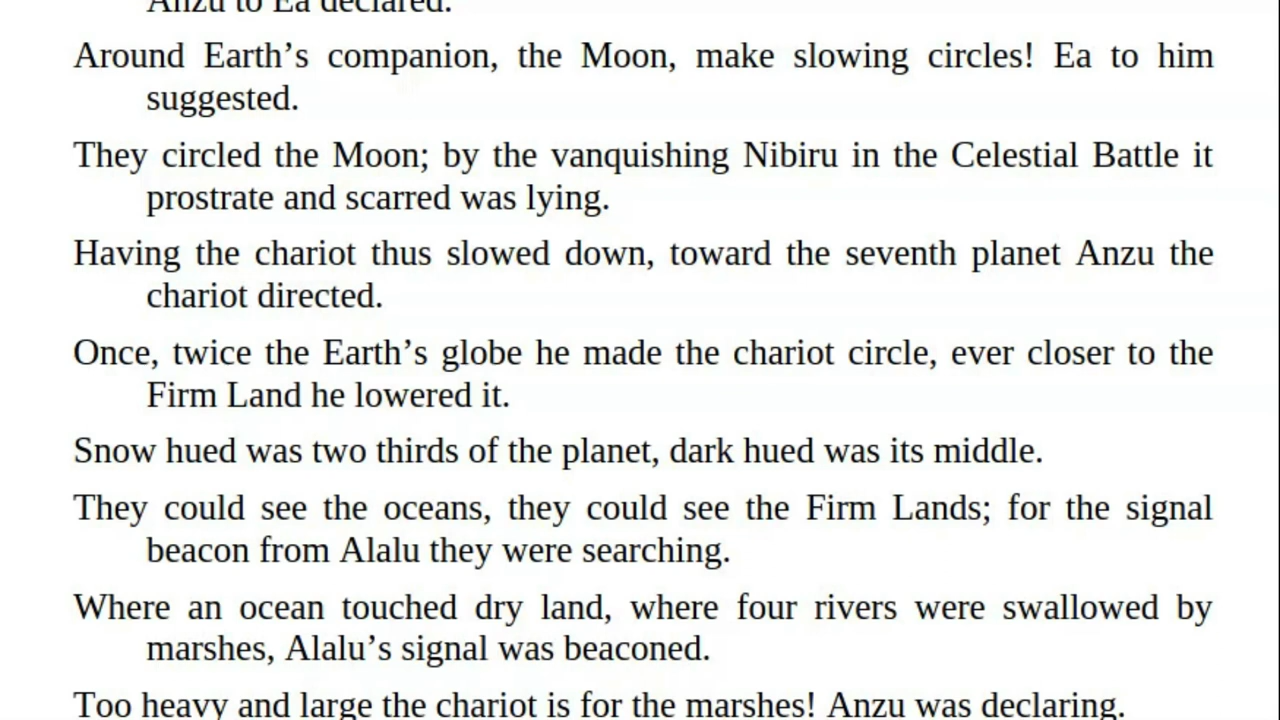 Anzu to Ea declared.
Around Earth’s companion, the Moon, make slowing circles! Ea to him
suggested.
They circled the Moon; by the vanquishing Nibiru in the Celestial Battle it
prostrate and scarred was lying.
Having the chariot thus slowed down, toward the seventh planet Anzu the
chariot directed.
Once, twice the Earth’s globe he made the chariot circle, ever closer to the
Firm Land he lowered it.
Snow hued was two thirds of the planet, dark hued was its middle.
They could see the oceans, they could see the Firm Lands; for the signal
beacon from Alalu they were searching.
Where an ocean touched dry land, where four rivers were swallowed by
marshes, Alalu’s signal was beaconed.
Too heavy and large the chariot is for the marshes! Anzu was declaring.